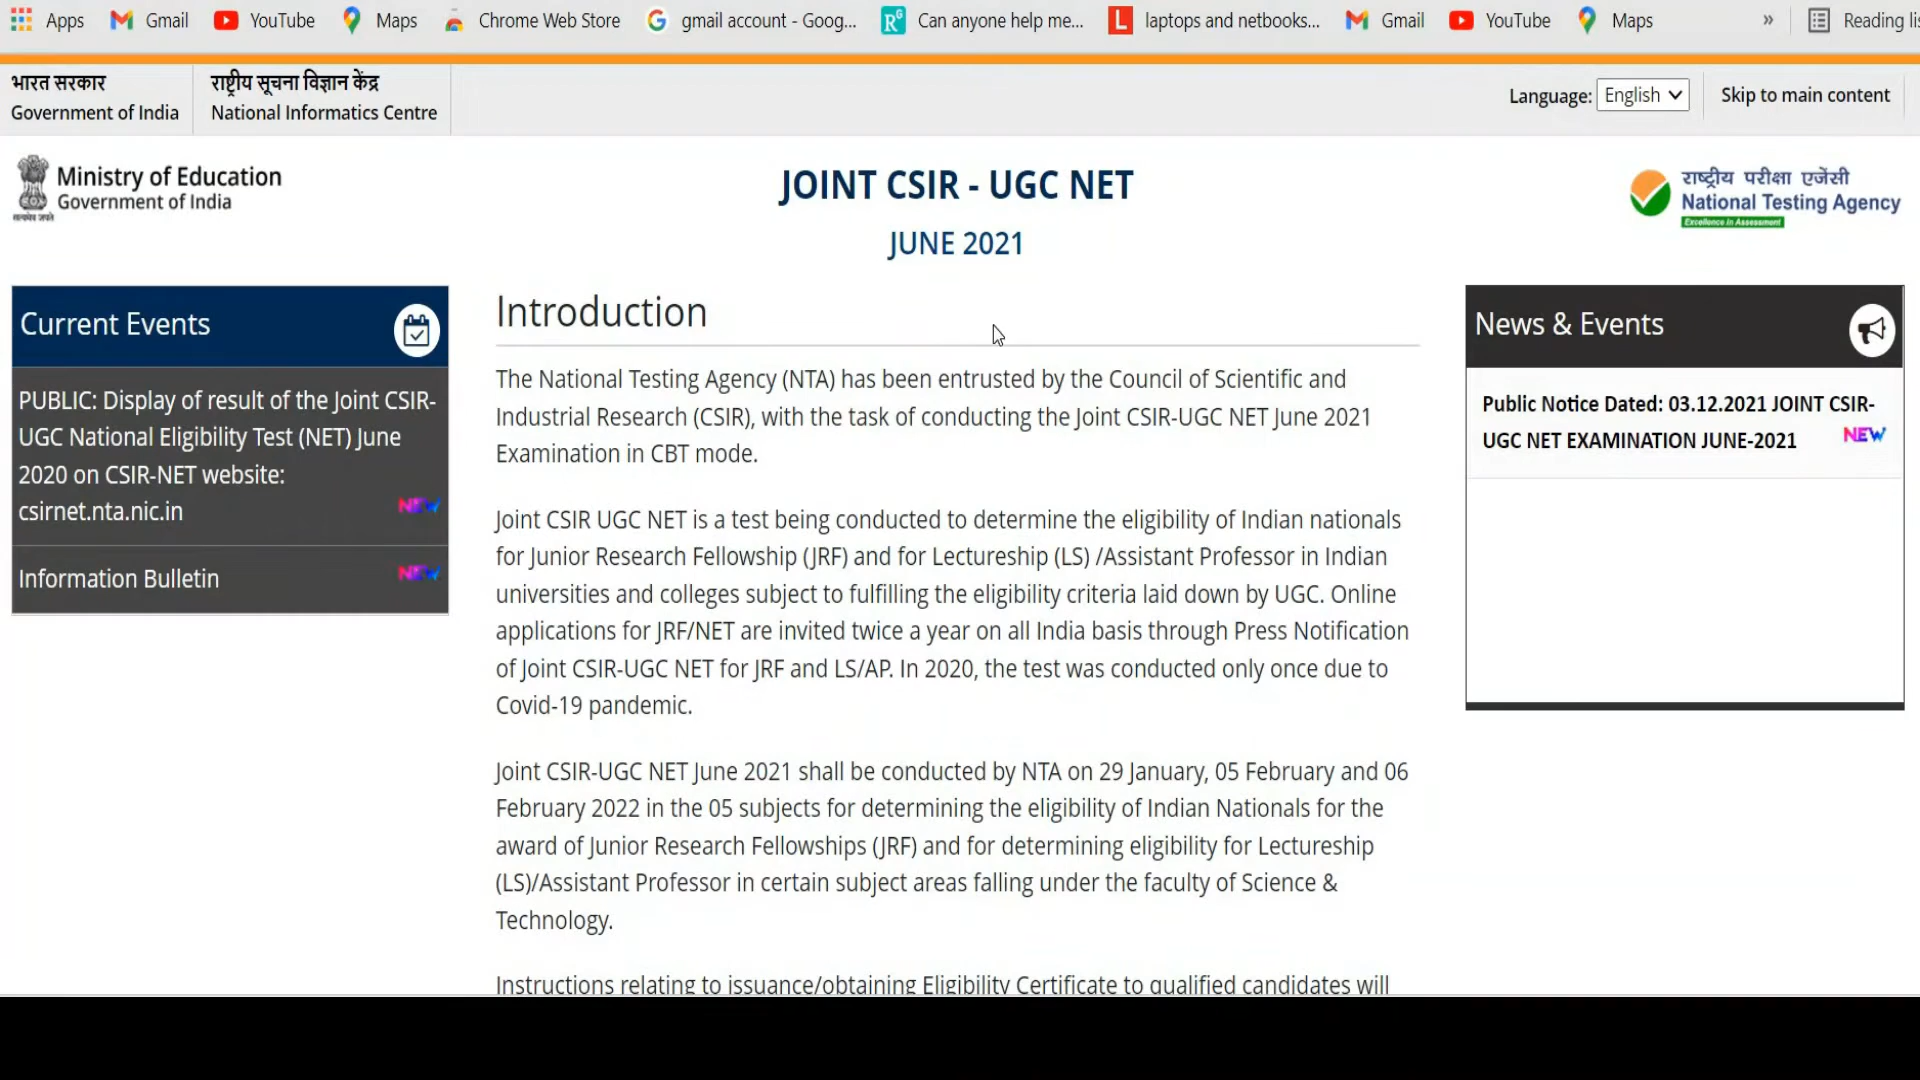 Apps Gmail YouTube Maps Chrome Web Store gmail account - Goog... Can anyone help me... laptops and netbooks... Gmail YouTube Maps » Reading lis
भारत सरकार
Government of India
राष्ट्रीय सूचना विज्ञान केंद्र
National Informatics Centre
Language: English
Skip to main content
सत्यमेव जयते
Ministry of Education
Government of India
JOINT CSIR - UGC NET
JUNE 2021
राष्ट्रीय परीक्षा एजेंसी
National Testing Agency
Excellence in Assessment
Current Events
PUBLIC: Display of result of the Joint CSIR-
UGC National Eligibility Test (NET) June
2020 on CSIR-NET website:
csirnet.nta.nic.in NEW
Information Bulletin NEW
Introduction
The National Testing Agency (NTA) has been entrusted by the Council of Scientific and
Industrial Research (CSIR), with the task of conducting the Joint CSIR-UGC NET June 2021
Examination in CBT mode.
Joint CSIR UGC NET is a test being conducted to determine the eligibility of Indian nationals
for Junior Research Fellowship (JRF) and for Lectureship (LS) /Assistant Professor in Indian
universities and colleges subject to fulfilling the eligibility criteria laid down by UGC. Online
applications for JRF/NET are invited twice a year on all India basis through Press Notification
of Joint CSIR-UGC NET for JRF and LS/AP. In 2020, the test was conducted only once due to
Covid-19 pandemic.
Joint CSIR-UGC NET June 2021 shall be conducted by NTA on 29 January, 05 February and 06
February 2022 in the 05 subjects for determining the eligibility of Indian Nationals for the
award of Junior Research Fellowships (JRF) and for determining eligibility for Lectureship
(LS)/Assistant Professor in certain subject areas falling under the faculty of Science &
Technology.
Instructions relating to issuance/obtaining Eligibility Certificate to qualified candidates will
News & Events
Public Notice Dated: 03.12.2021 JOINT CSIR-
UGC NET EXAMINATION JUNE-2021 NEW